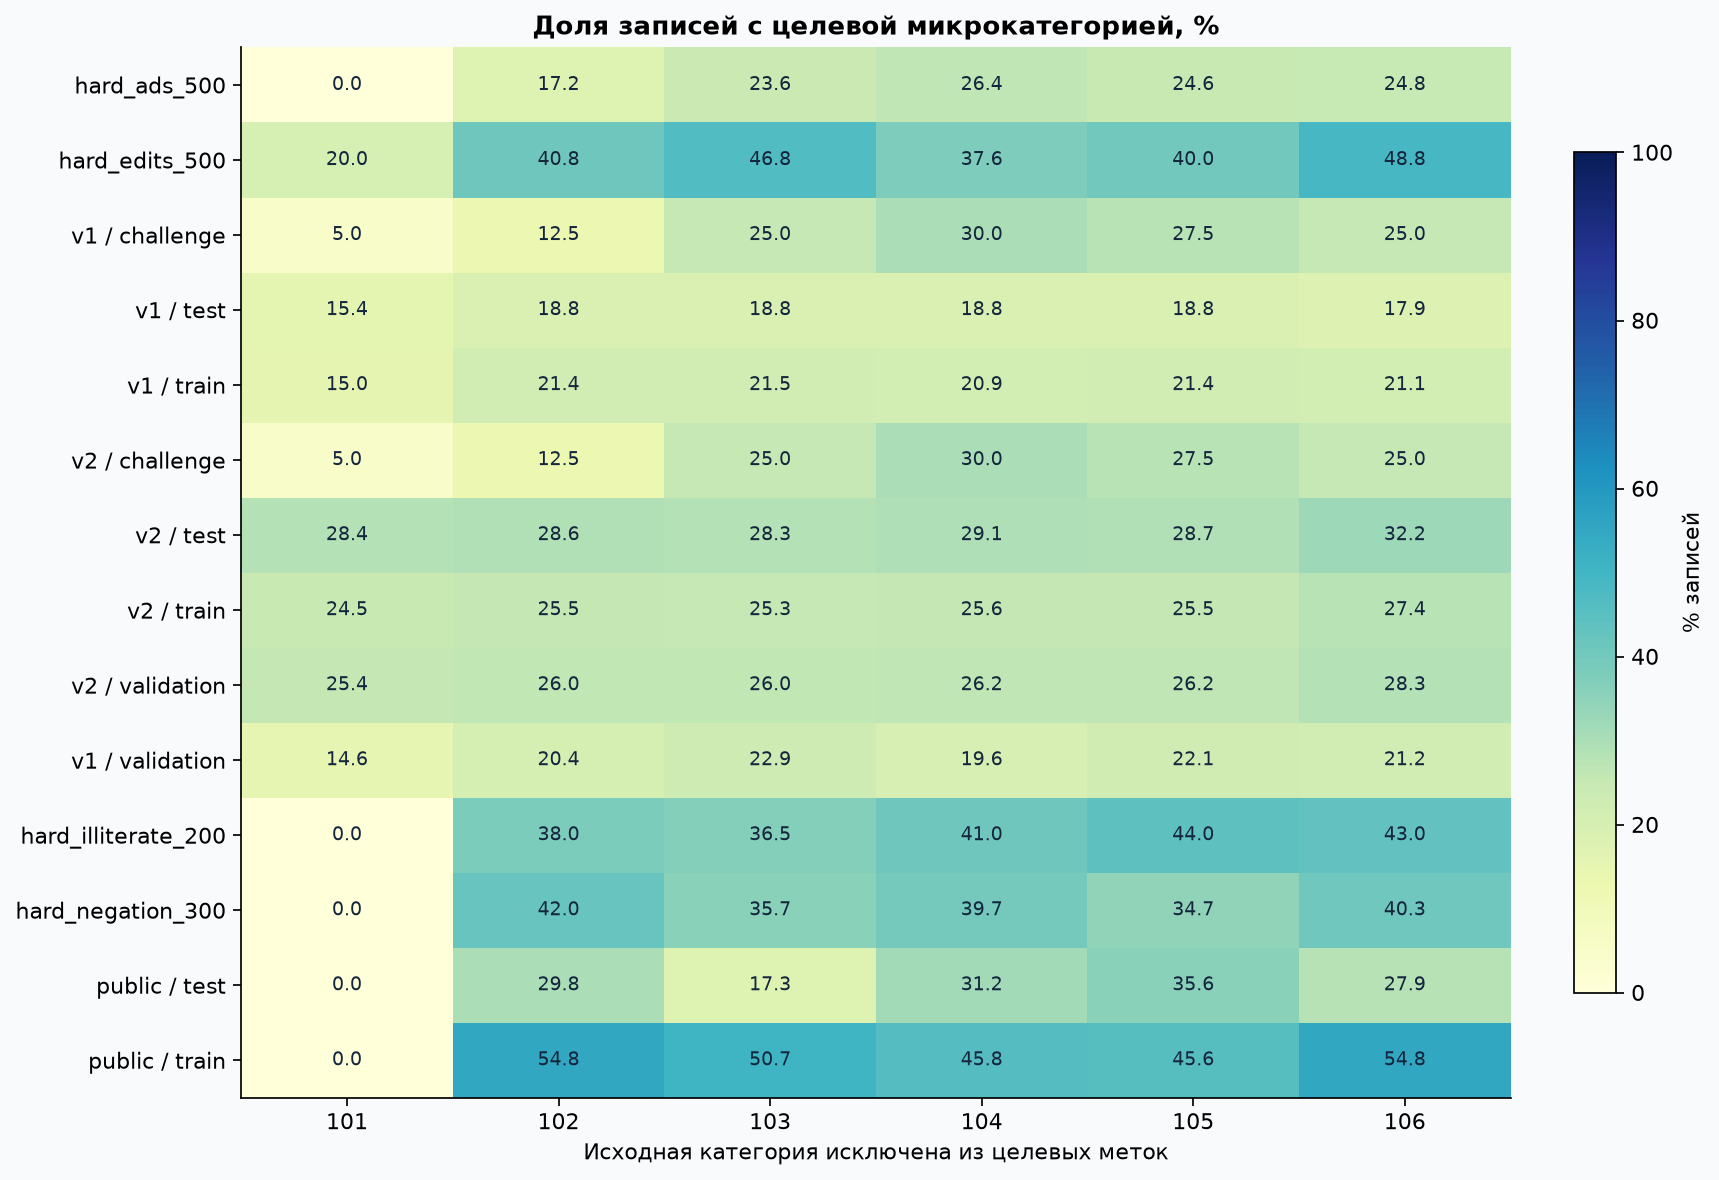 Доля записей с целевой микрокатегорией, %
hard_ads_500 0.0 17.2 23.6 26.4 24.6 24.8
hard_edits_500 20.0 40.8 46.8 37.6 40.0 48.8
v1 / challenge 5.0 12.5 25.0 30.0 27.5 25.0
v1 / test 15.4 18.8 18.8 18.8 18.8 17.9
v1 / train 15.0 21.4 21.5 20.9 21.4 21.1
v2 / challenge 5.0 12.5 25.0 30.0 27.5 25.0
v2 / test 28.4 28.6 28.3 29.1 28.7 32.2
v2 / train 24.5 25.5 25.3 25.6 25.5 27.4
v2 / validation 25.4 26.0 26.0 26.2 26.2 28.3
v1 / validation 14.6 20.4 22.9 19.6 22.1 21.2
hard_illiterate_200 0.0 38.0 36.5 41.0 44.0 43.0
hard_negation_300 0.0 42.0 35.7 39.7 34.7 40.3
public / test 0.0 29.8 17.3 31.2 35.6 27.9
public / train 0.0 54.8 50.7 45.8 45.6 54.8
101 102 103 104 105 106
Исходная категория исключена из целевых меток
100
80
60
40
20
0
% записей